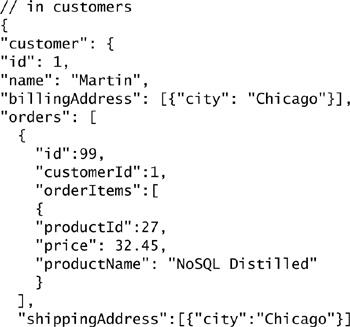 // in customers
{
"customer": {
"id": 1,
"name": "Martin",
"billingAddress": [{"city": "Chicago"}],
"orders": [
  {
    "id":99,
    "customerId":1,
    "orderItems":[
    {
    "productId":27,
    "price": 32.45,
    "productName": "NoSQL Distilled"
    }
  ],
  "shippingAddress":[{"city":"Chicago"}]